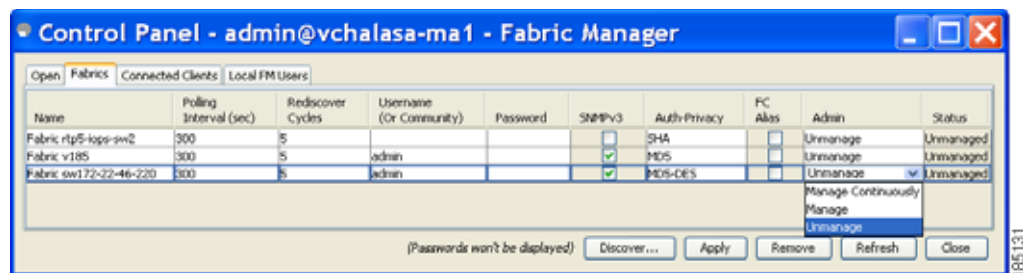 Control Panel - admin@vchalasa-ma1 - Fabric Manager
Open Fabrics Connected Clients Local FM Users
Name Polling Interval (sec) Rediscover Cycles Username (Or Community) Password SNMPv3 Auth-Privacy FC Alias Admin Status
Fabric rtp5-iops-sw2 300 5 SHA Unmanage Unmanaged
Fabric v185 300 5 admin MD5 Unmanage Unmanaged
Fabric sw172-22-46-220 300 5 admin MD5-DES Unmanage Unmanaged
Manage Continuously
Manage
Unmanage
(Passwords won't be displayed) Discover... Apply Remove Refresh Close
95131